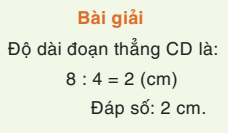 Bài giải
Độ dài đoạn thẳng CD là:
8 : 4 = 2 (cm)
Đáp số: 2 cm.